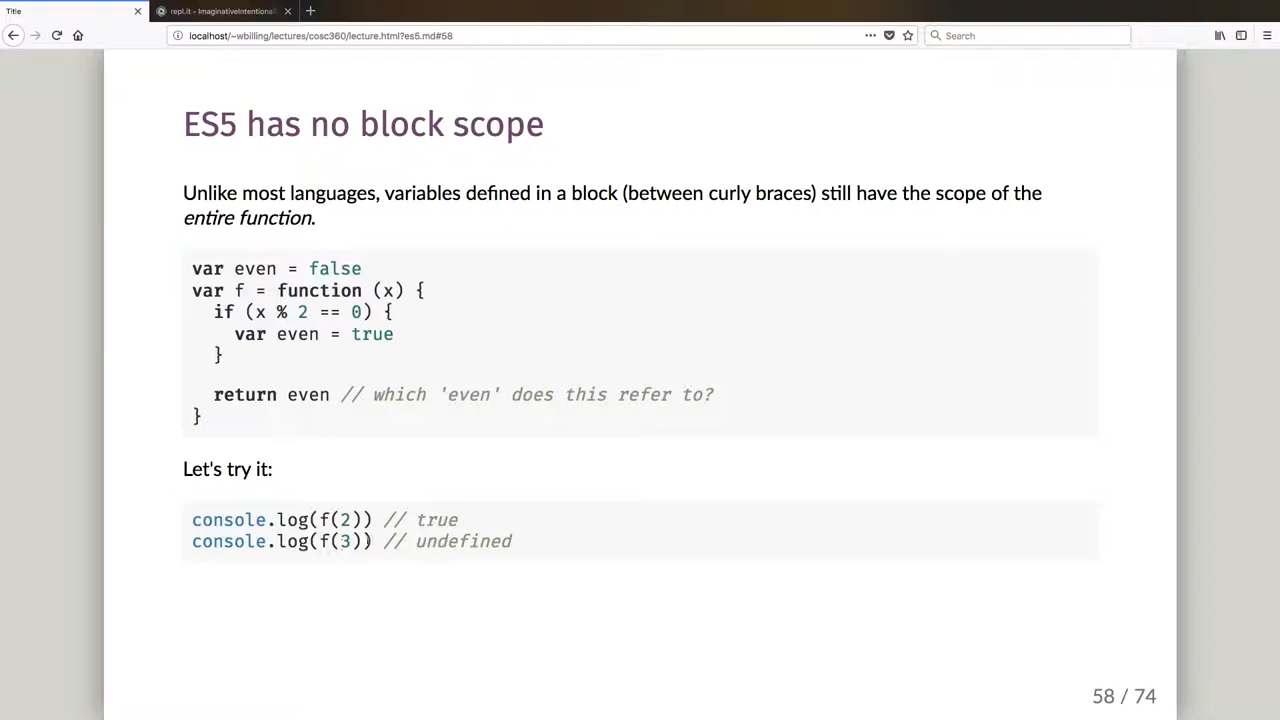 Title
repl.it - ImaginativeIntentional
localhost/~wbilling/lectures/cosc360/lecture.html?es5.md#58
Search
ES5 has no block scope
Unlike most languages, variables defined in a block (between curly braces) still have the scope of the
entire function.
var even = false
var f = function (x) {
  if (x % 2 == 0) {
    var even = true
  }
  return even // which 'even' does this refer to?
}
Let's try it:
console.log(f(2)) // true
console.log(f(3)) // undefined
58 / 74